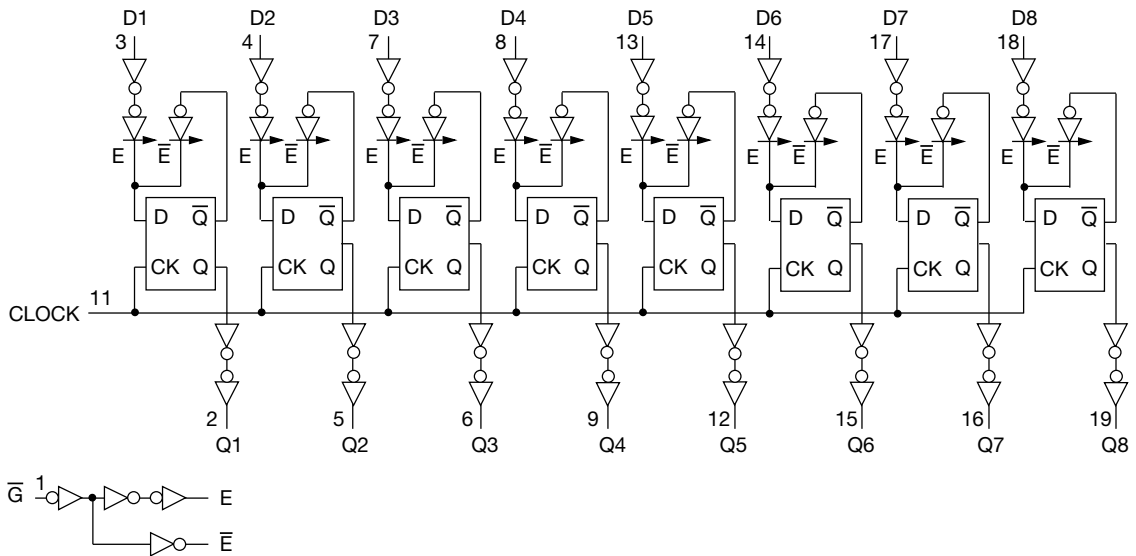 D1 D2 D3 D4 D5 D6 D7 D8
3 4 7 8 13 14 17 18
E E̅ E E̅ E E̅ E E̅ E E̅ E E̅ E E̅ E E̅
D Q̅ D Q̅ D Q̅ D Q̅ D Q̅ D Q̅ D Q̅ D Q̅
CK Q CK Q CK Q CK Q CK Q CK Q CK Q CK Q
CLOCK 11
2 5 6 9 12 15 16 19
Q1 Q2 Q3 Q4 Q5 Q6 Q7 Q8
G̅ 1 E
E̅